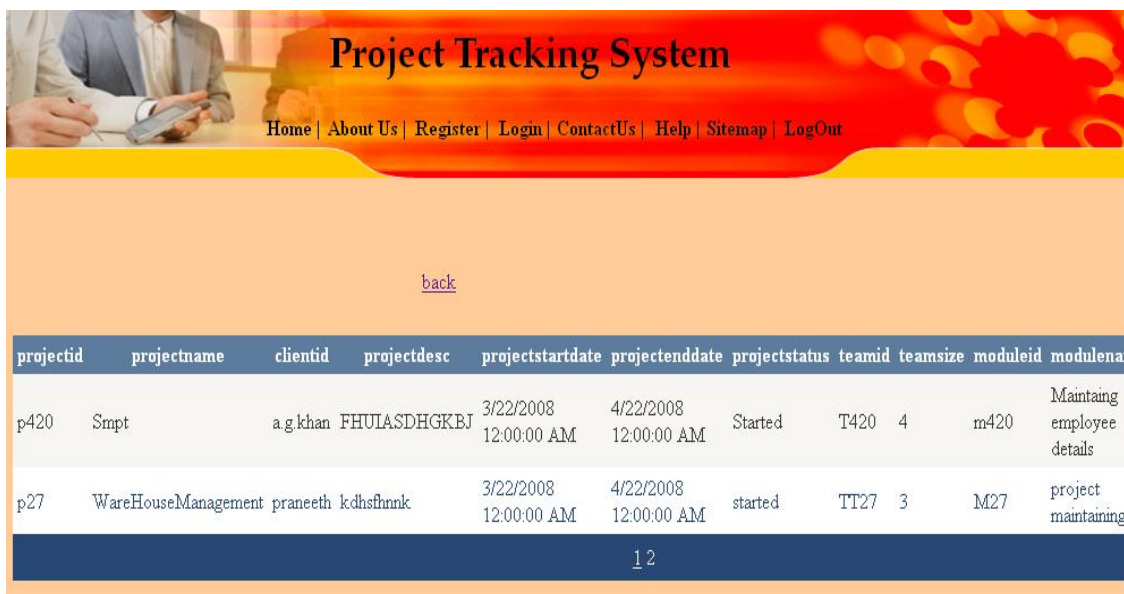 Project Tracking System
Home | About Us | Register | Login | ContactUs | Help | Sitemap | LogOut
back
projectid projectname clientid projectdesc projectstartdate projectenddate projectstatus teamid teamsize moduleid modulena
p420 Smpt a.g.khan FHUIASDHGKBJ 3/22/2008 12:00:00 AM 4/22/2008 12:00:00 AM Started T420 4 m420 Maintaing employee details
p27 WareHouseManagement praneeth kdhsfhnnk 3/22/2008 12:00:00 AM 4/22/2008 12:00:00 AM started TT27 3 M27 project maintaining
1 2